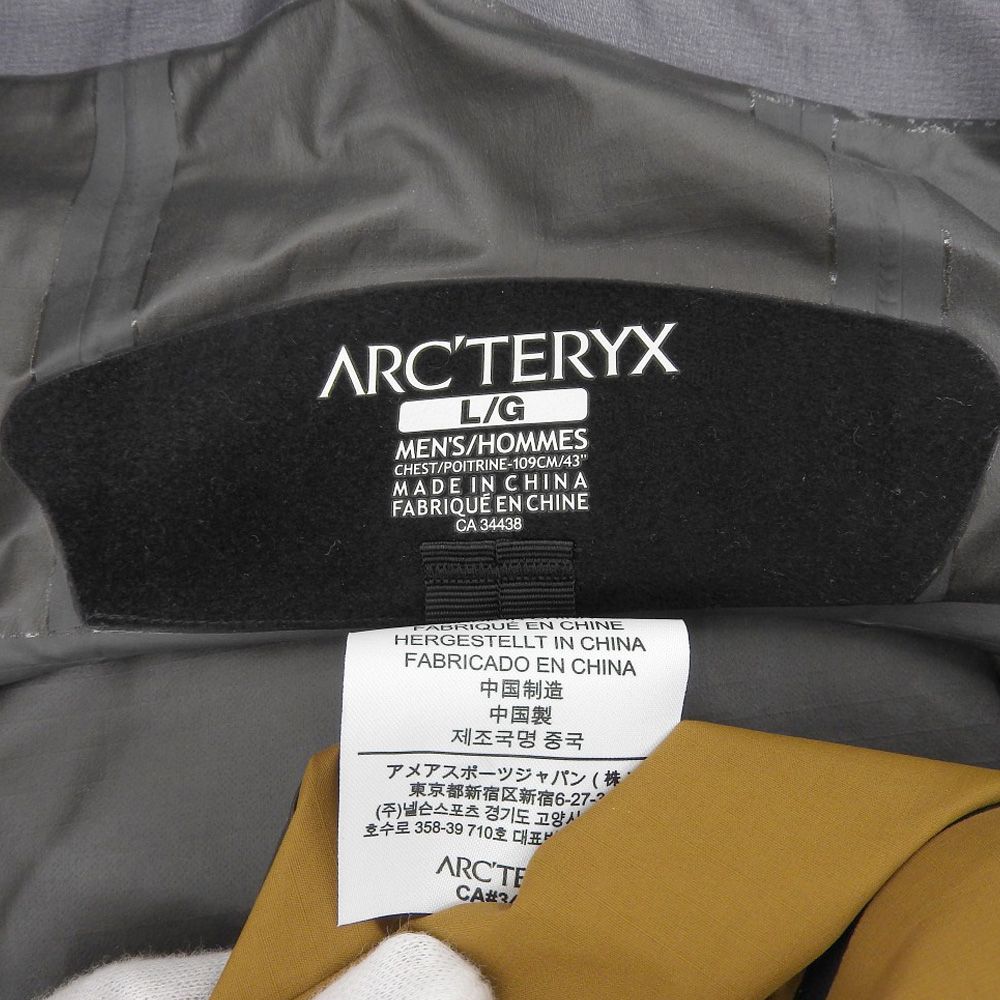 ARC'TERYX
L/G
MEN'S/HOMMES
CHEST/POITRINE-109CM/43"
MADE IN CHINA
FABRIQUÉ EN CHINE
CA 34438
FABRIQUÉ EN CHINE
HERGESTELLT IN CHINA
FABRICADO EN CHINA
中国制造
中国製
제조국명 중국
アメアスポーツジャパン ( 株
東京都新宿区新宿6-27-
(주)넬슨스포츠 경기도 고양시
호수로 358-39 710호 대표
ARC'TE
CA#